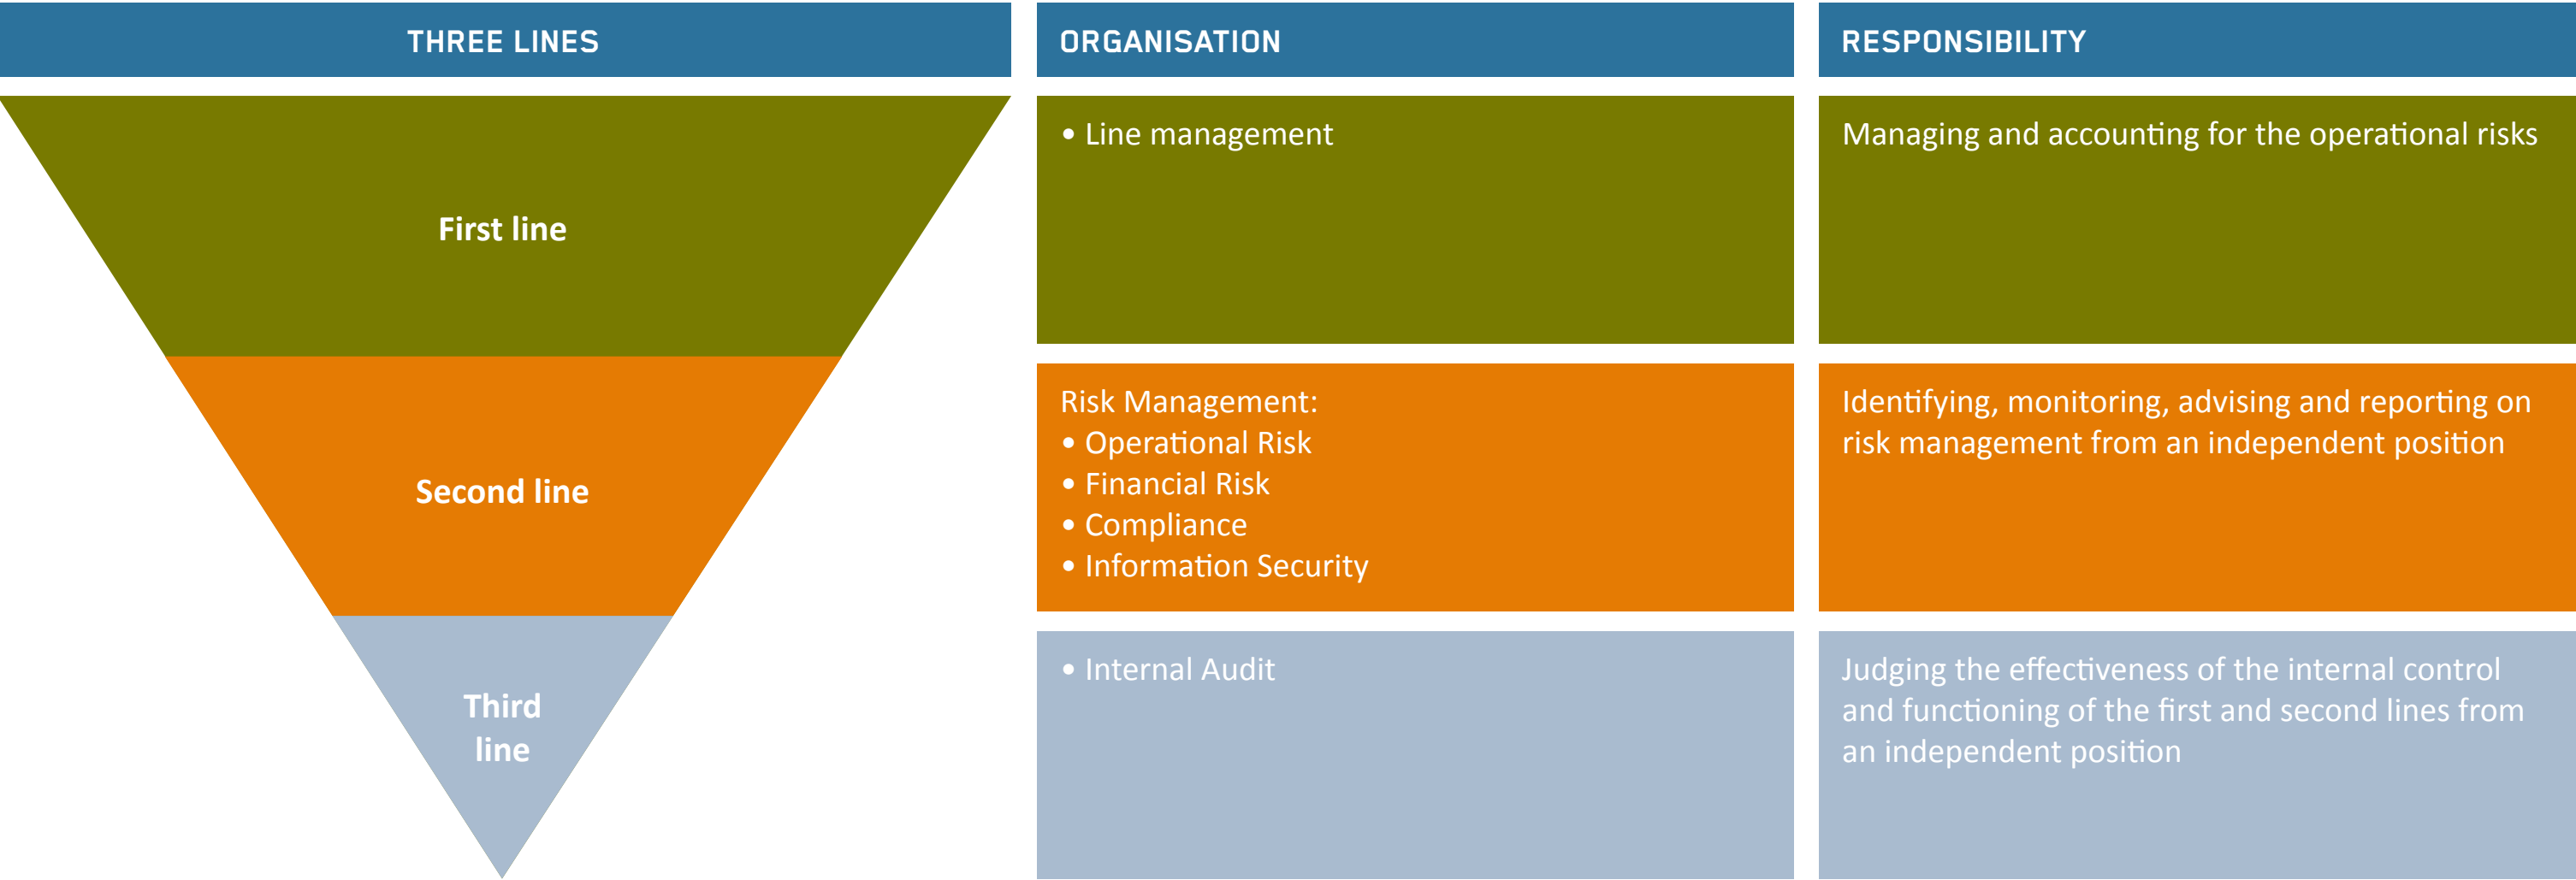 THREE LINES
ORGANISATION
RESPONSIBILITY
First line
• Line management
Managing and accounting for the operational risks
Second line
Risk Management:
• Operational Risk
• Financial Risk
• Compliance
• Information Security
Identifying, monitoring, advising and reporting on
risk management from an independent position
Third
line
• Internal Audit
Judging the effectiveness of the internal control
and functioning of the first and second lines from
an independent position